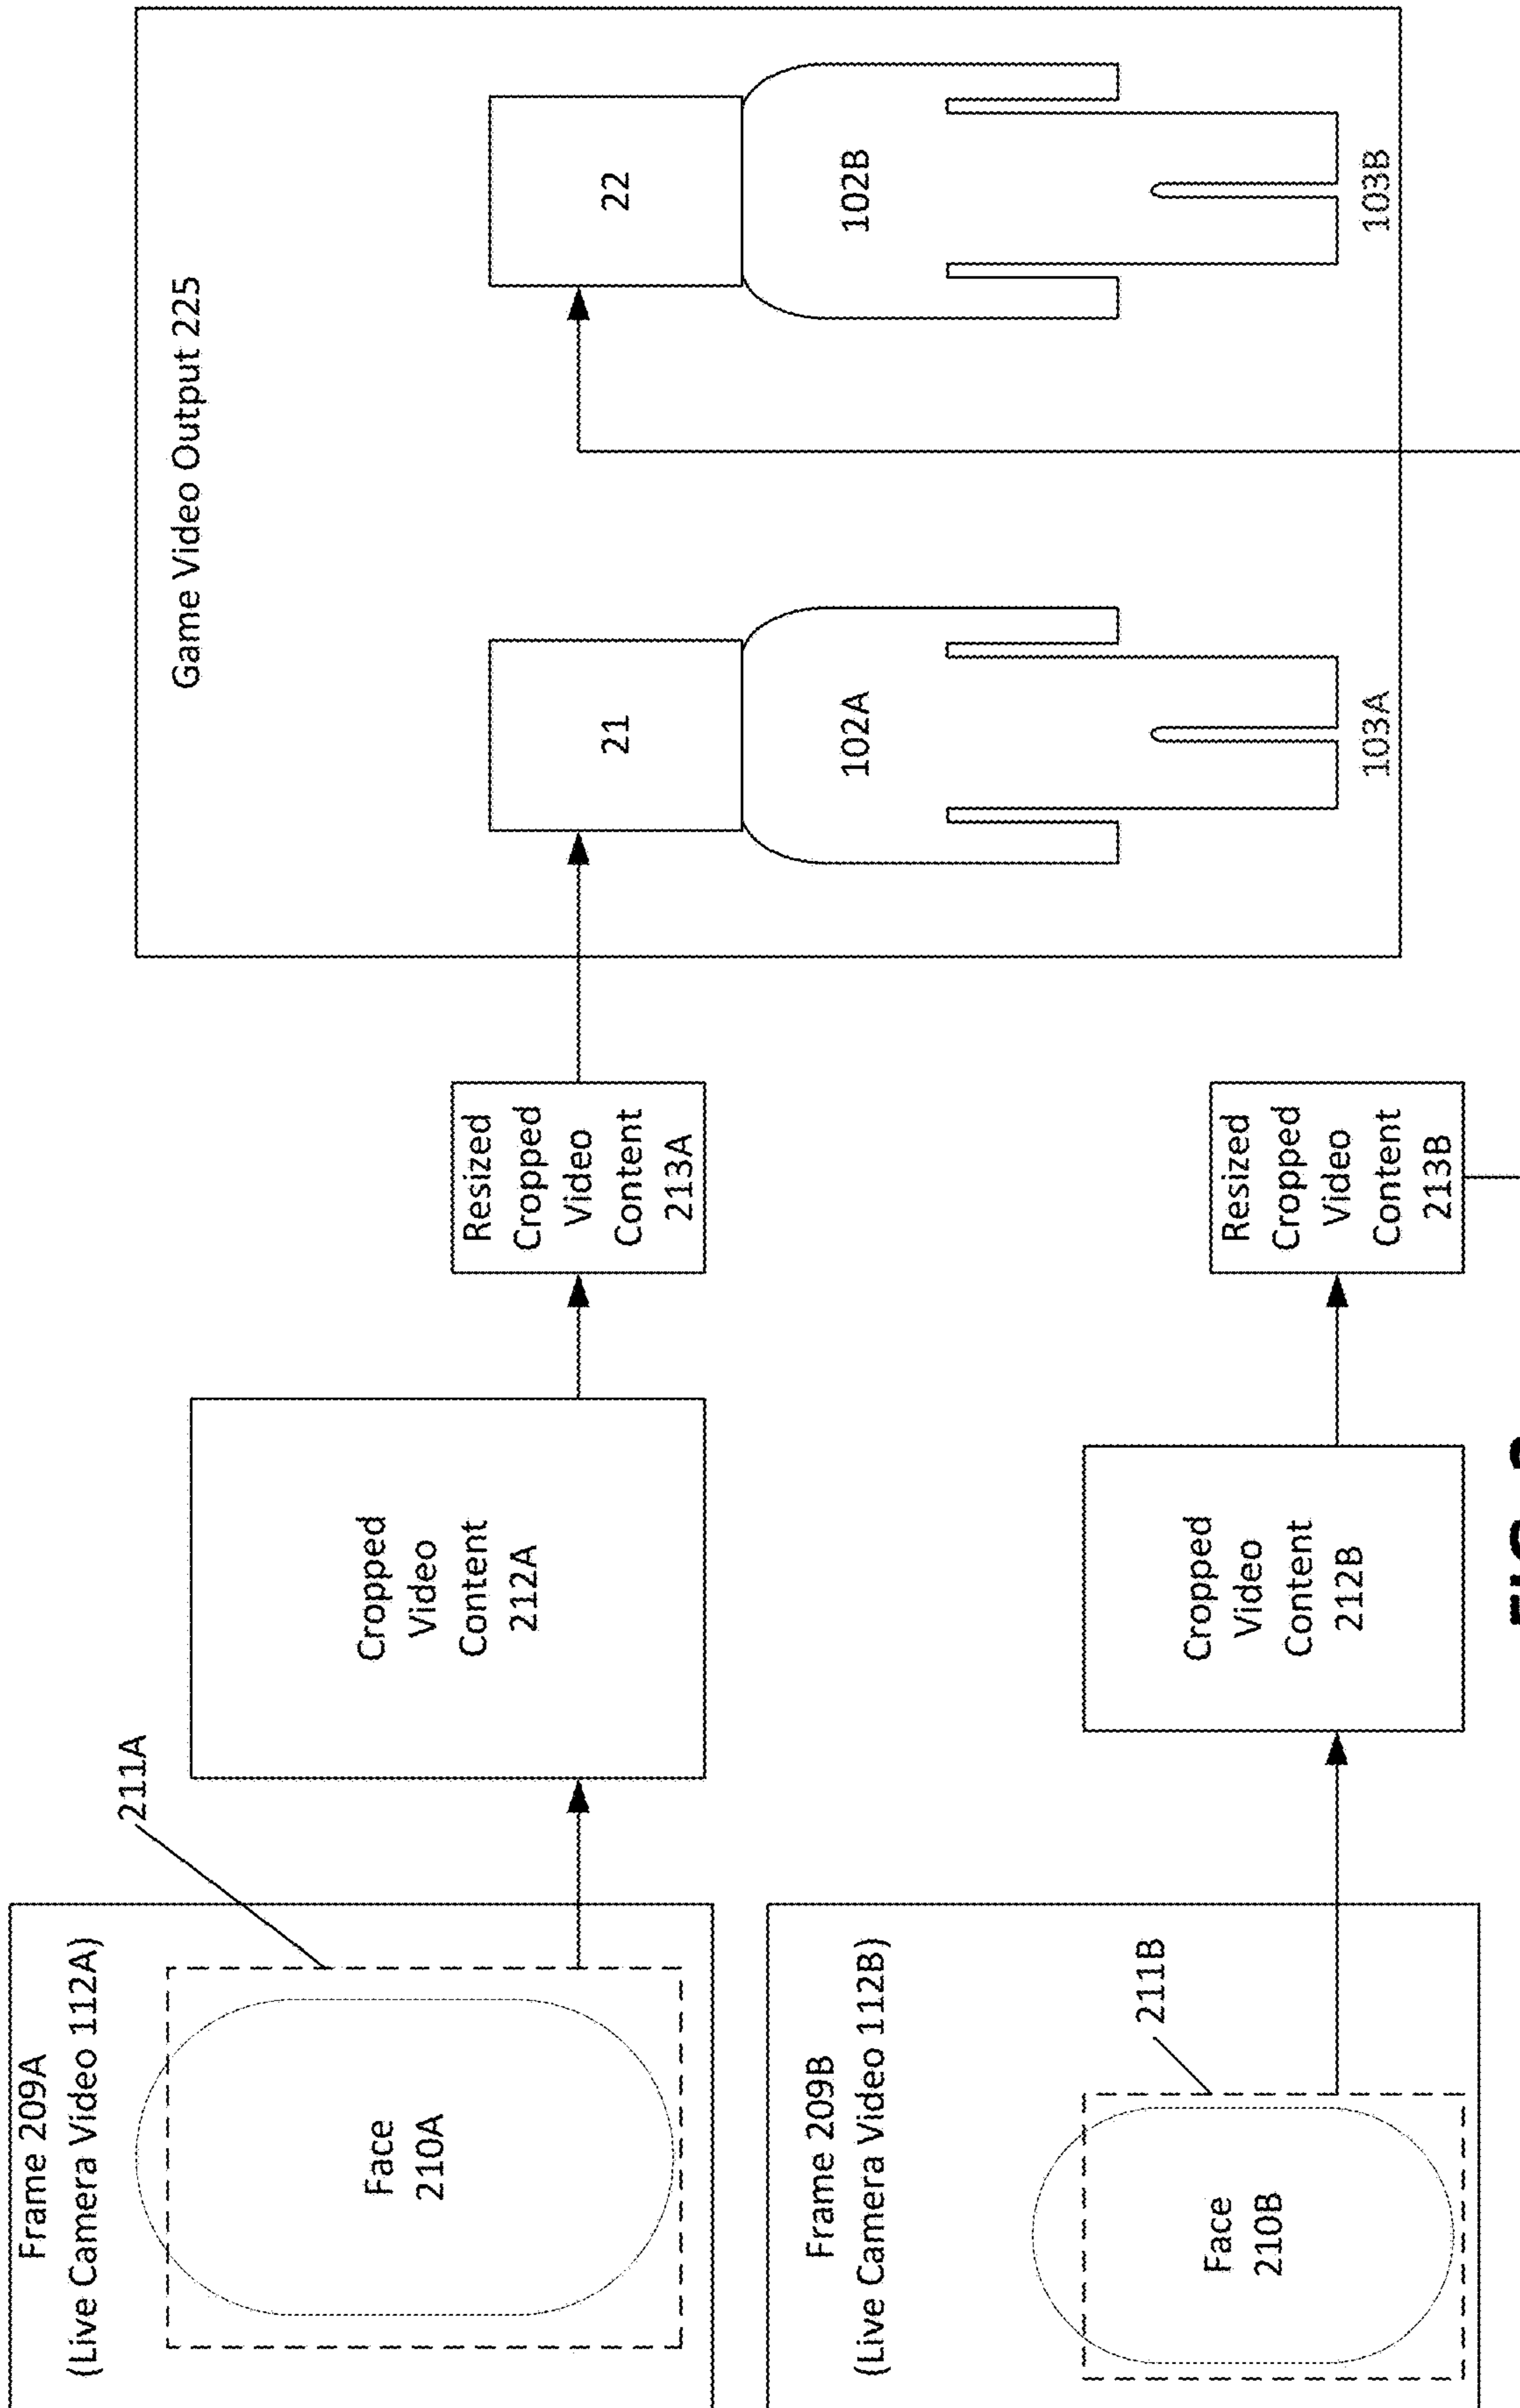 Frame 209A
(Live Camera Video 112A)
Face
210A
211A
Cropped
Video
Content
212A
Resized
Cropped
Video
Content
213A
Game Video Output 225
21
102A
103A
22
102B
103B
Frame 209B
(Live Camera Video 112B)
Face
210B
211B
Cropped
Video
Content
212B
Resized
Cropped
Video
Content
213B